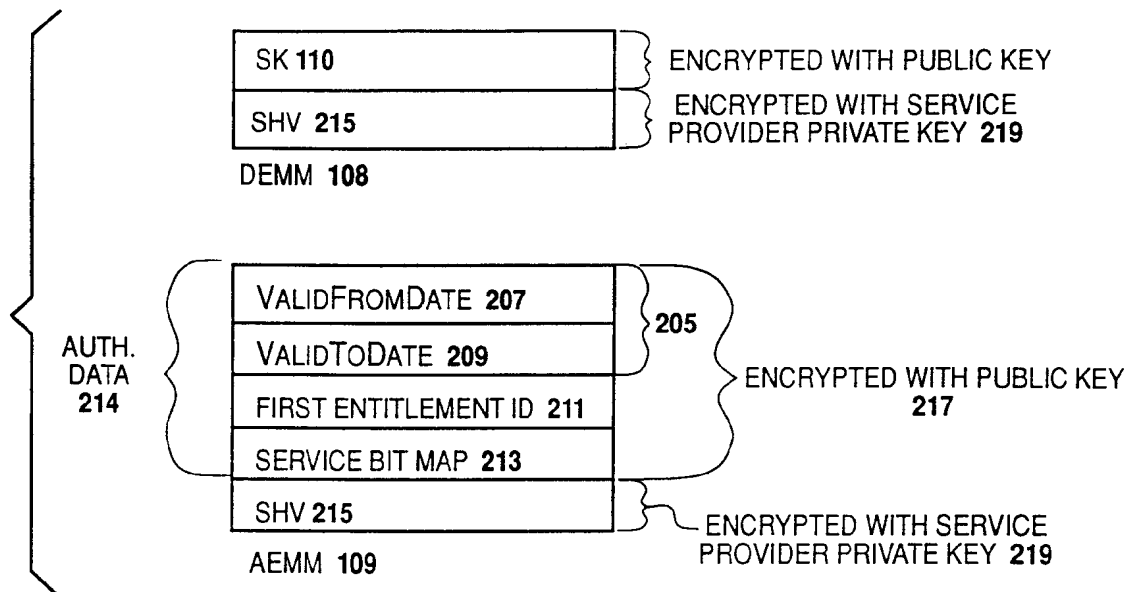 SK 110
ENCRYPTED WITH PUBLIC KEY
SHV 215
ENCRYPTED WITH SERVICE
PROVIDER PRIVATE KEY 219
DEMM 108
VALIDFROMDATE 207
VALIDTODATE 209
205
AUTH.
DATA
214
FIRST ENTITLEMENT ID 211
SERVICE BIT MAP 213
ENCRYPTED WITH PUBLIC KEY
217
SHV 215
ENCRYPTED WITH SERVICE
PROVIDER PRIVATE KEY 219
AEMM 109